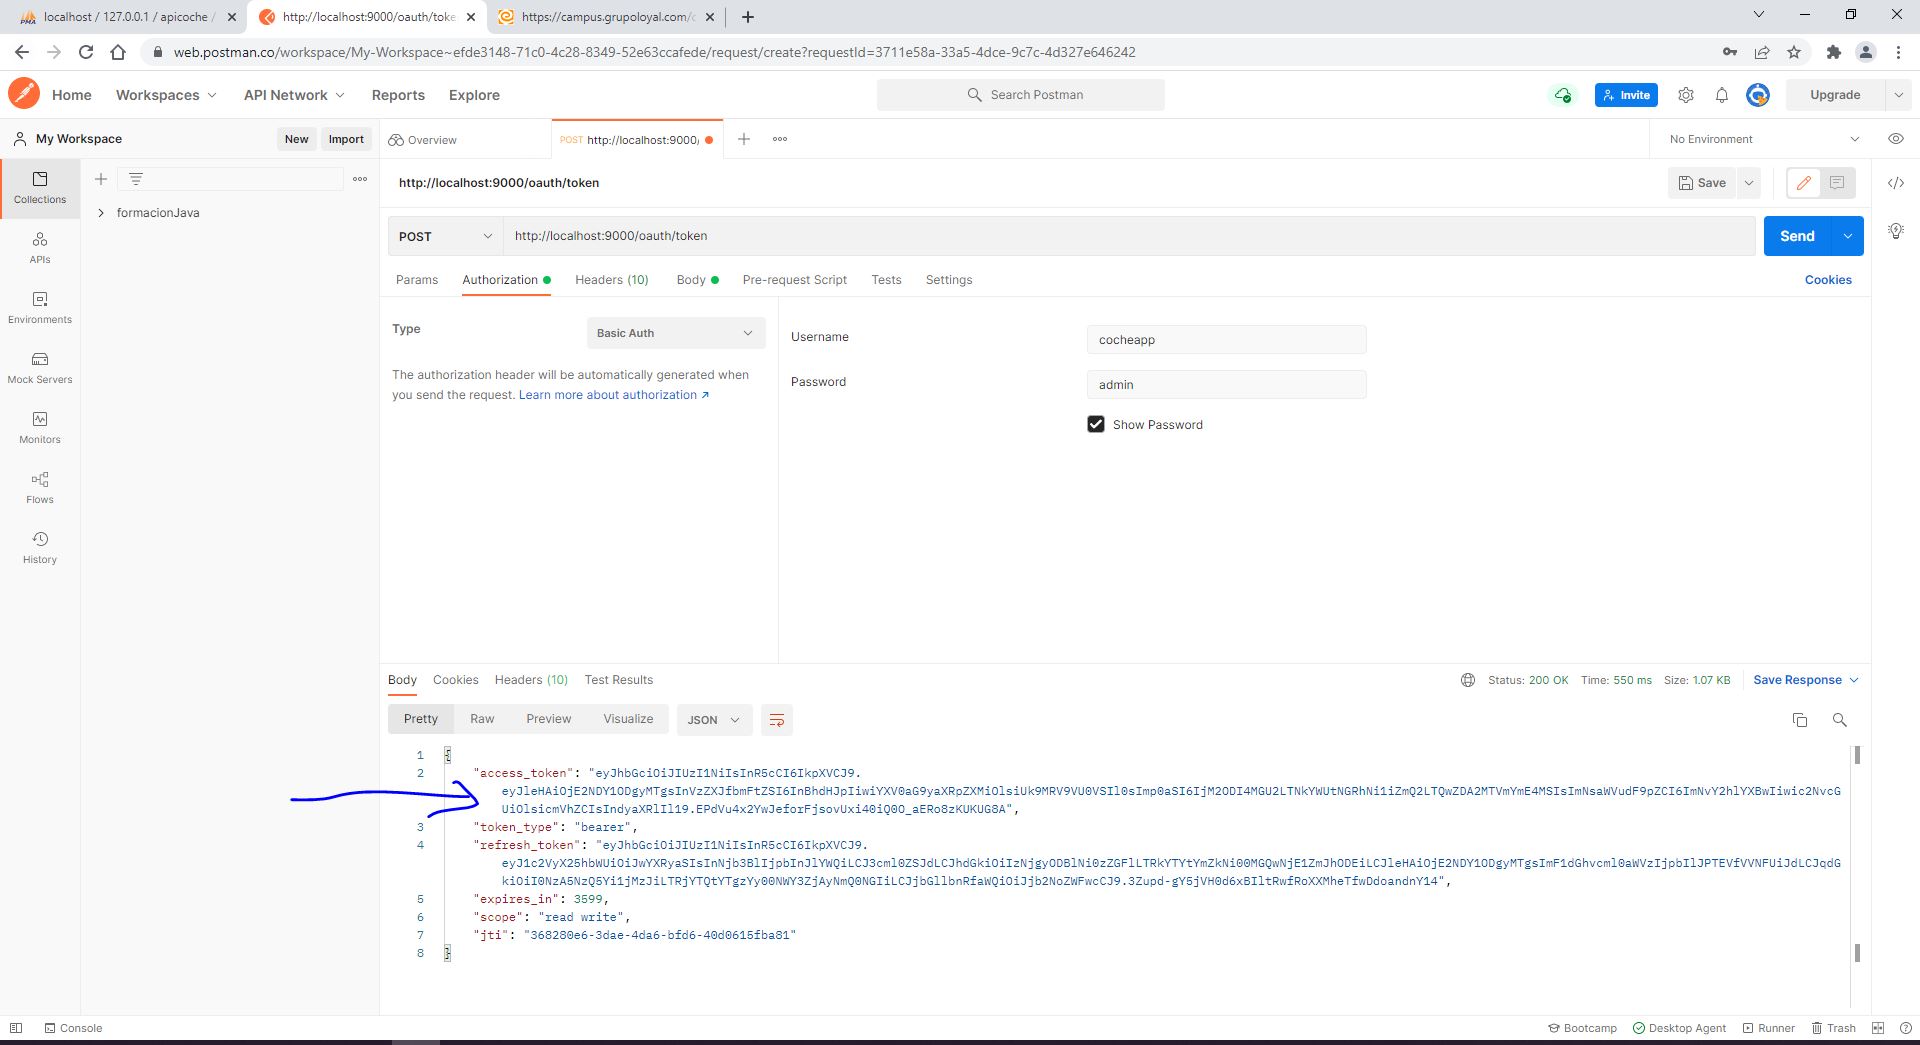 localhost / 127.0.0.1 / apicoche /
http://localhost:9000/oauth/toke
https://campus.grupoloyal.com/c
web.postman.co/workspace/My-Workspace~efde3148-71c0-4c28-8349-52e63ccafede/request/create?requestId=3711e58a-33a5-4dce-9c7c-4d327e646242
Home Workspaces API Network Reports Explore Search Postman Invite Upgrade
My Workspace New Import Overview POST http://localhost:9000/ No Environment
Collections
formacionJava
APIs
Environments
Mock Servers
Monitors
Flows
History
http://localhost:9000/oauth/token Save
POST http://localhost:9000/oauth/token Send
Params Authorization Headers (10) Body Pre-request Script Tests Settings Cookies
Type Basic Auth
The authorization header will be automatically generated when
you send the request. Learn more about authorization
Username cocheapp
Password admin
Show Password
Body Cookies Headers (10) Test Results Status: 200 OK Time: 550 ms Size: 1.07 KB Save Response
Pretty Raw Preview Visualize JSON
1 {
2 "access_token": "eyJhbGciOiJIUzI1NiIsInR5cCI6IkpXVCJ9.
3 "token_type": "bearer",
4 "refresh_token": "eyJhbGciOiJIUzI1NiIsInR5cCI6IkpXVCJ9.
5 "expires_in": 3599,
6 "scope": "read write",
7 "jti": "368280e6-3dae-4da6-bfd6-40d0615fba81"
8 }
Console Bootcamp Desktop Agent Runner Trash